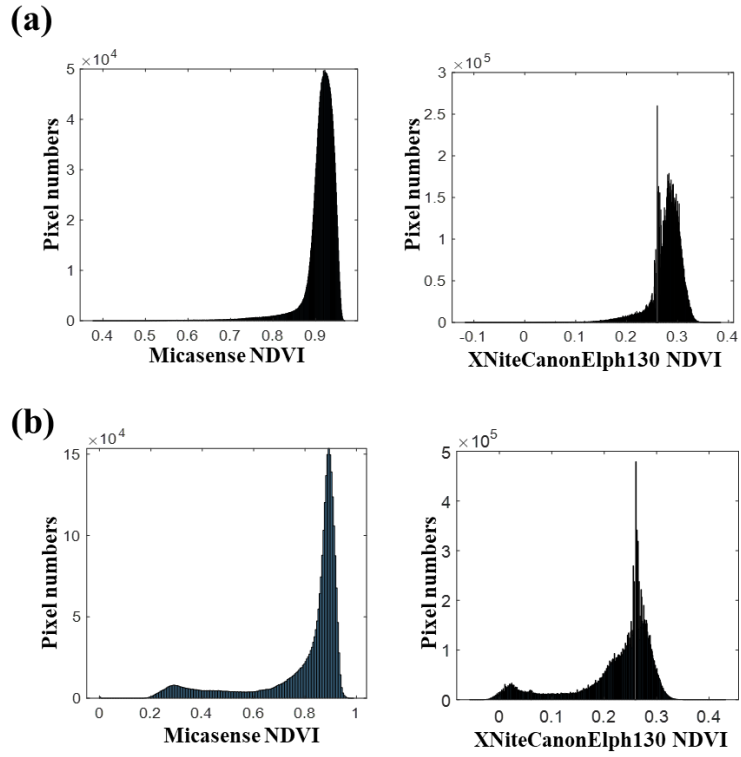 (a)
×10⁴
5
4
3
2
1
0
Pixel numbers
0.4 0.5 0.6 0.7 0.8 0.9
Micasense NDVI
×10⁵
3
2.5
2
1.5
1
0.5
0
Pixel numbers
-0.1 0 0.1 0.2 0.3 0.4
XNiteCanonElph130 NDVI
(b)
×10⁴
15
10
5
0
Pixel numbers
0 0.2 0.4 0.6 0.8 1
Micasense NDVI
×10⁵
5
4
3
2
1
0
Pixel numbers
0 0.1 0.2 0.3 0.4
XNiteCanonElph130 NDVI